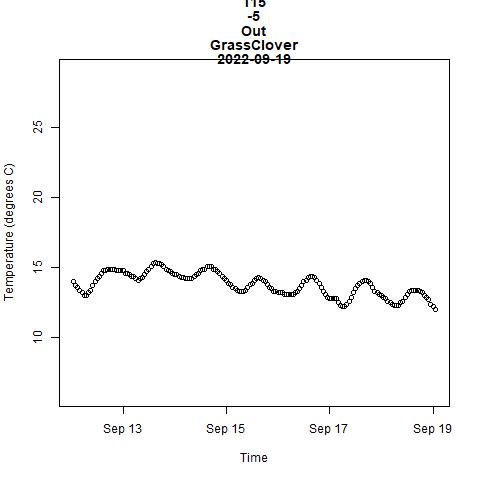 T15
-5
Out
GrassClover
2022-09-19
Temperature (degrees C)
25
20
15
10
Sep 13
Sep 15
Sep 17
Sep 19
Time